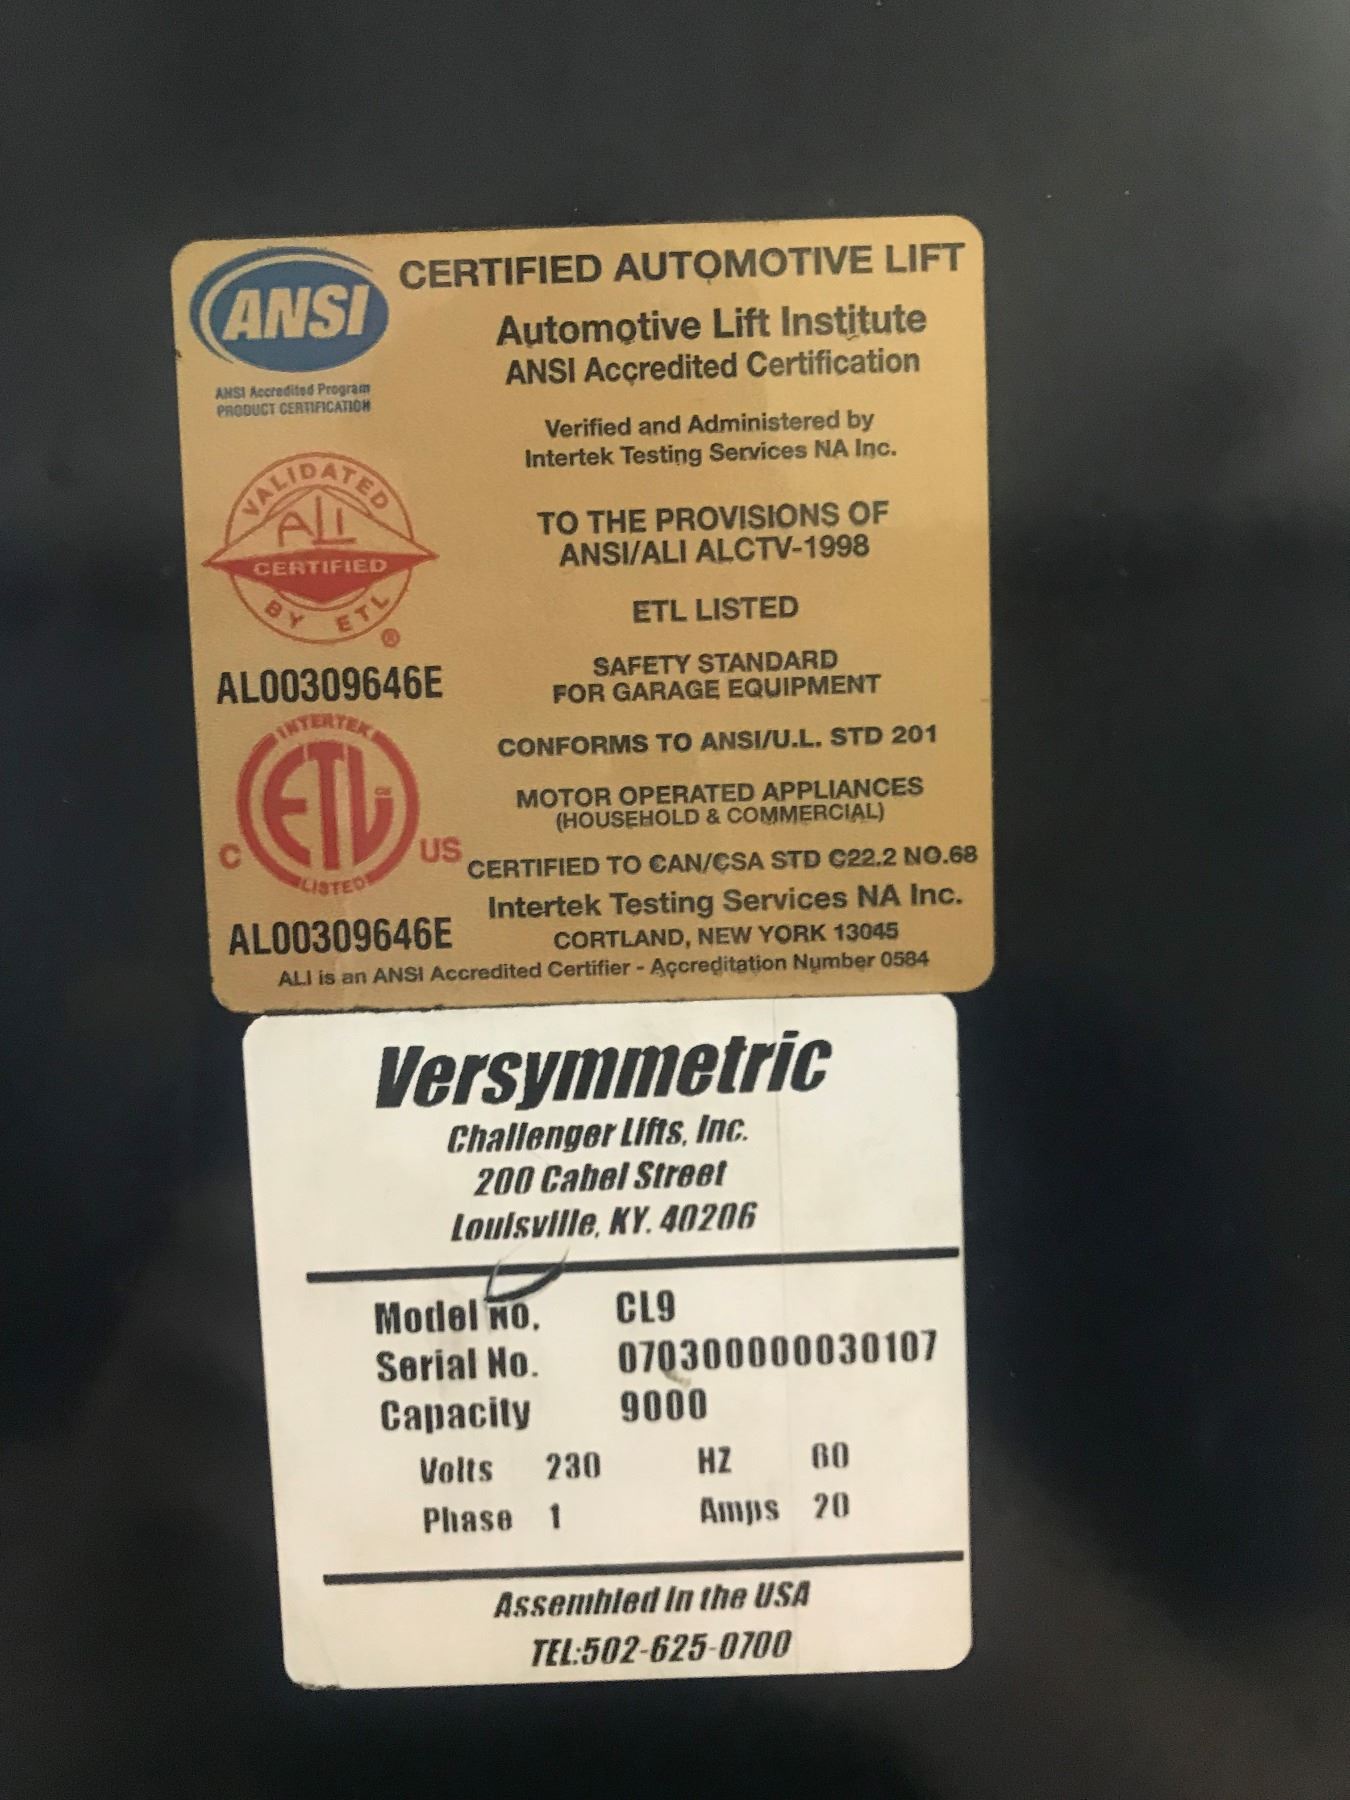 ANSI
ANSI Accredited Program
PRODUCT CERTIFICATION
CERTIFIED AUTOMOTIVE LIFT
Automotive Lift Institute
ANSI Accredited Certification
Verified and Administered by
Intertek Testing Services NA Inc.
VALIDATED
ALI
CERTIFIED
BY ETL
®
AL00309646E
TO THE PROVISIONS OF
ANSI/ALI ALCTV-1998
ETL LISTED
SAFETY STANDARD
FOR GARAGE EQUIPMENT
CONFORMS TO ANSI/U.L. STD 201
MOTOR OPERATED APPLIANCES
(HOUSEHOLD & COMMERCIAL)
CERTIFIED TO CAN/CSA STD C22.2 NO.68
INTERTEK
ETL
LISTED
C US
AL00309646E
Intertek Testing Services NA Inc.
CORTLAND, NEW YORK 13045
ALI is an ANSI Accredited Certifier - Accreditation Number 0584
Versymmetric
Challenger Lifts, Inc.
200 Cabel Street
Louisville, KY. 40206
Model No. CL9
Serial No. 070300000030107
Capacity 9000
Volts 230 HZ 60
Phase 1 Amps 20
Assembled In the USA
TEL:502-625-0700